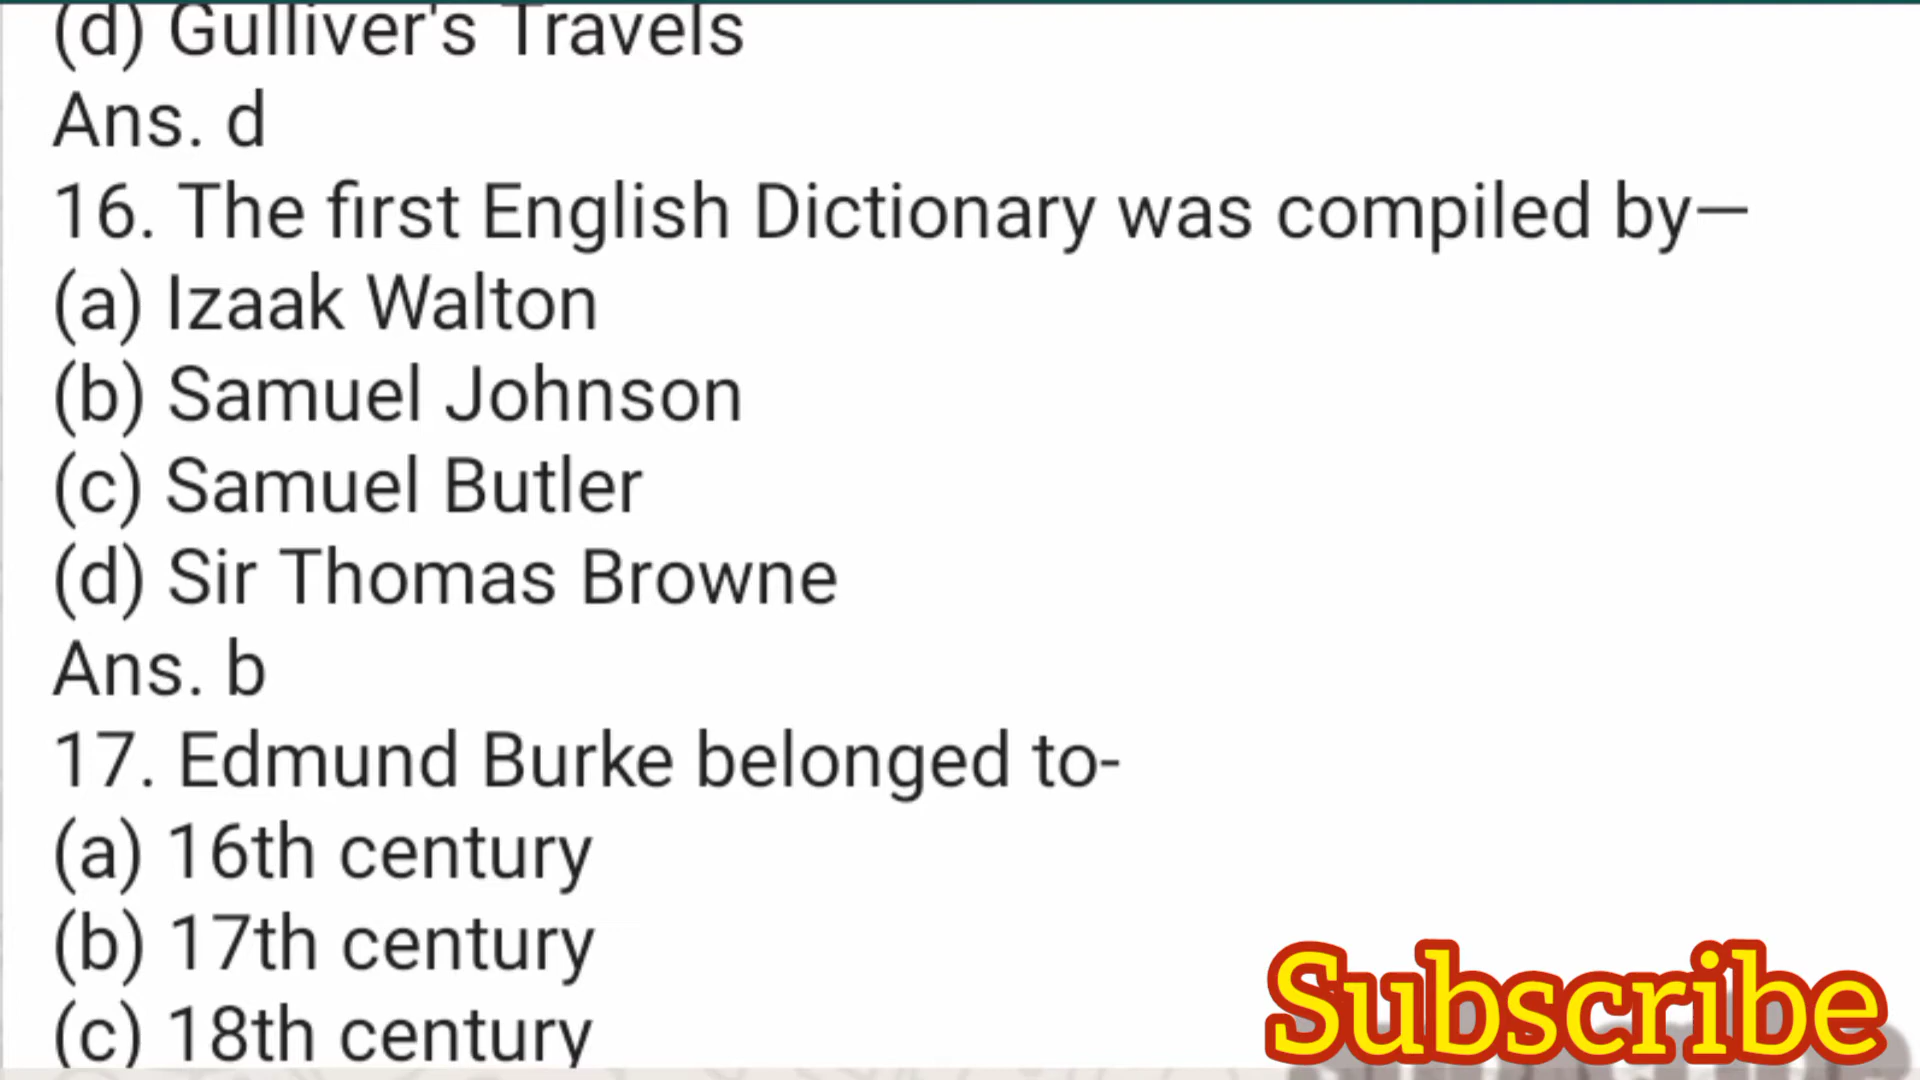 (d) Gulliver's Travels
Ans. d
16. The first English Dictionary was compiled by—
(a) Izaak Walton
(b) Samuel Johnson
(c) Samuel Butler
(d) Sir Thomas Browne
Ans. b
17. Edmund Burke belonged to-
(a) 16th century
(b) 17th century
(c) 18th century
Subscribe